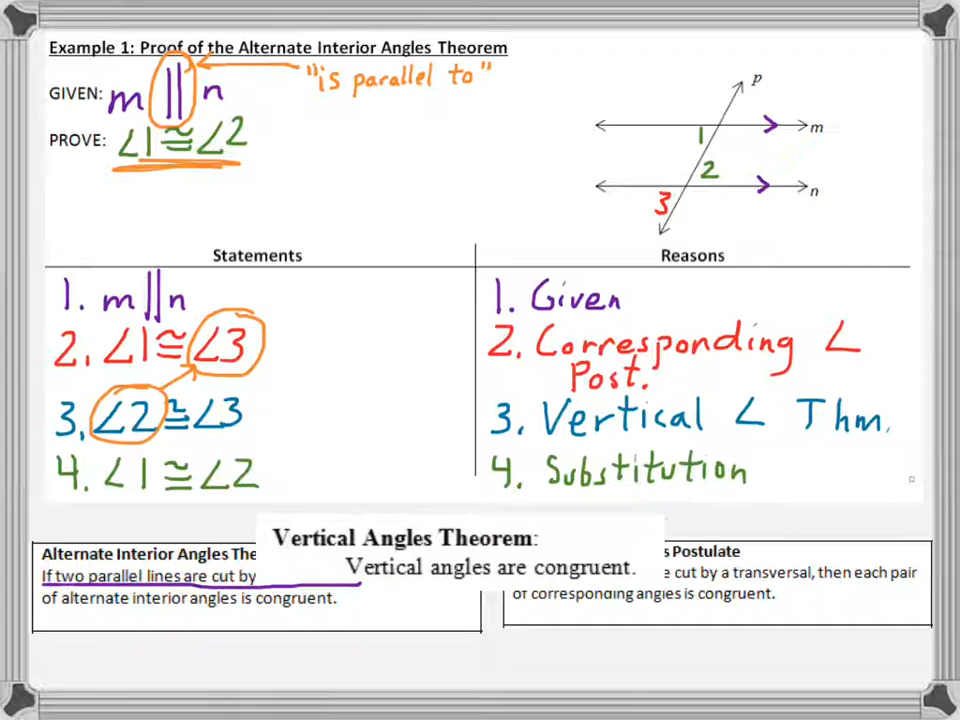 Example 1: Proof of the Alternate Interior Angles Theorem
GIVEN: m || n
"is parallel to"
PROVE: ∠1 ≅ ∠2
p
m
n
1
2
3
Statements
Reasons
1. m || n
1. Given
2. ∠1 ≅ ∠3
2. Corresponding ∠
Post.
3. ∠2 ≅ ∠3
3. Vertical ∠ Thm.
4. ∠1 ≅ ∠2
4. Substitution
Vertical Angles Theorem:
Vertical angles are congruent.
Alternate Interior Angles The
If two parallel lines are cut by
of alternate interior angles is congruent.
s Postulate
e cut by a transversal, then each pair
of corresponding angles is congruent.